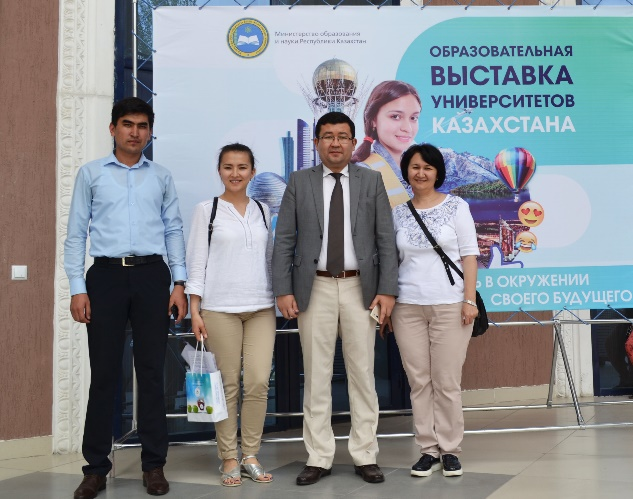 Министерство образования
и науки Республики Казахстан
ОБРАЗОВАТЕЛЬНАЯ
ВЫСТАВКА
УНИВЕРСИТЕТОВ
КАЗАХСТАНА
В ОКРУЖЕНИИ
СВОЕГО БУДУЩЕГО